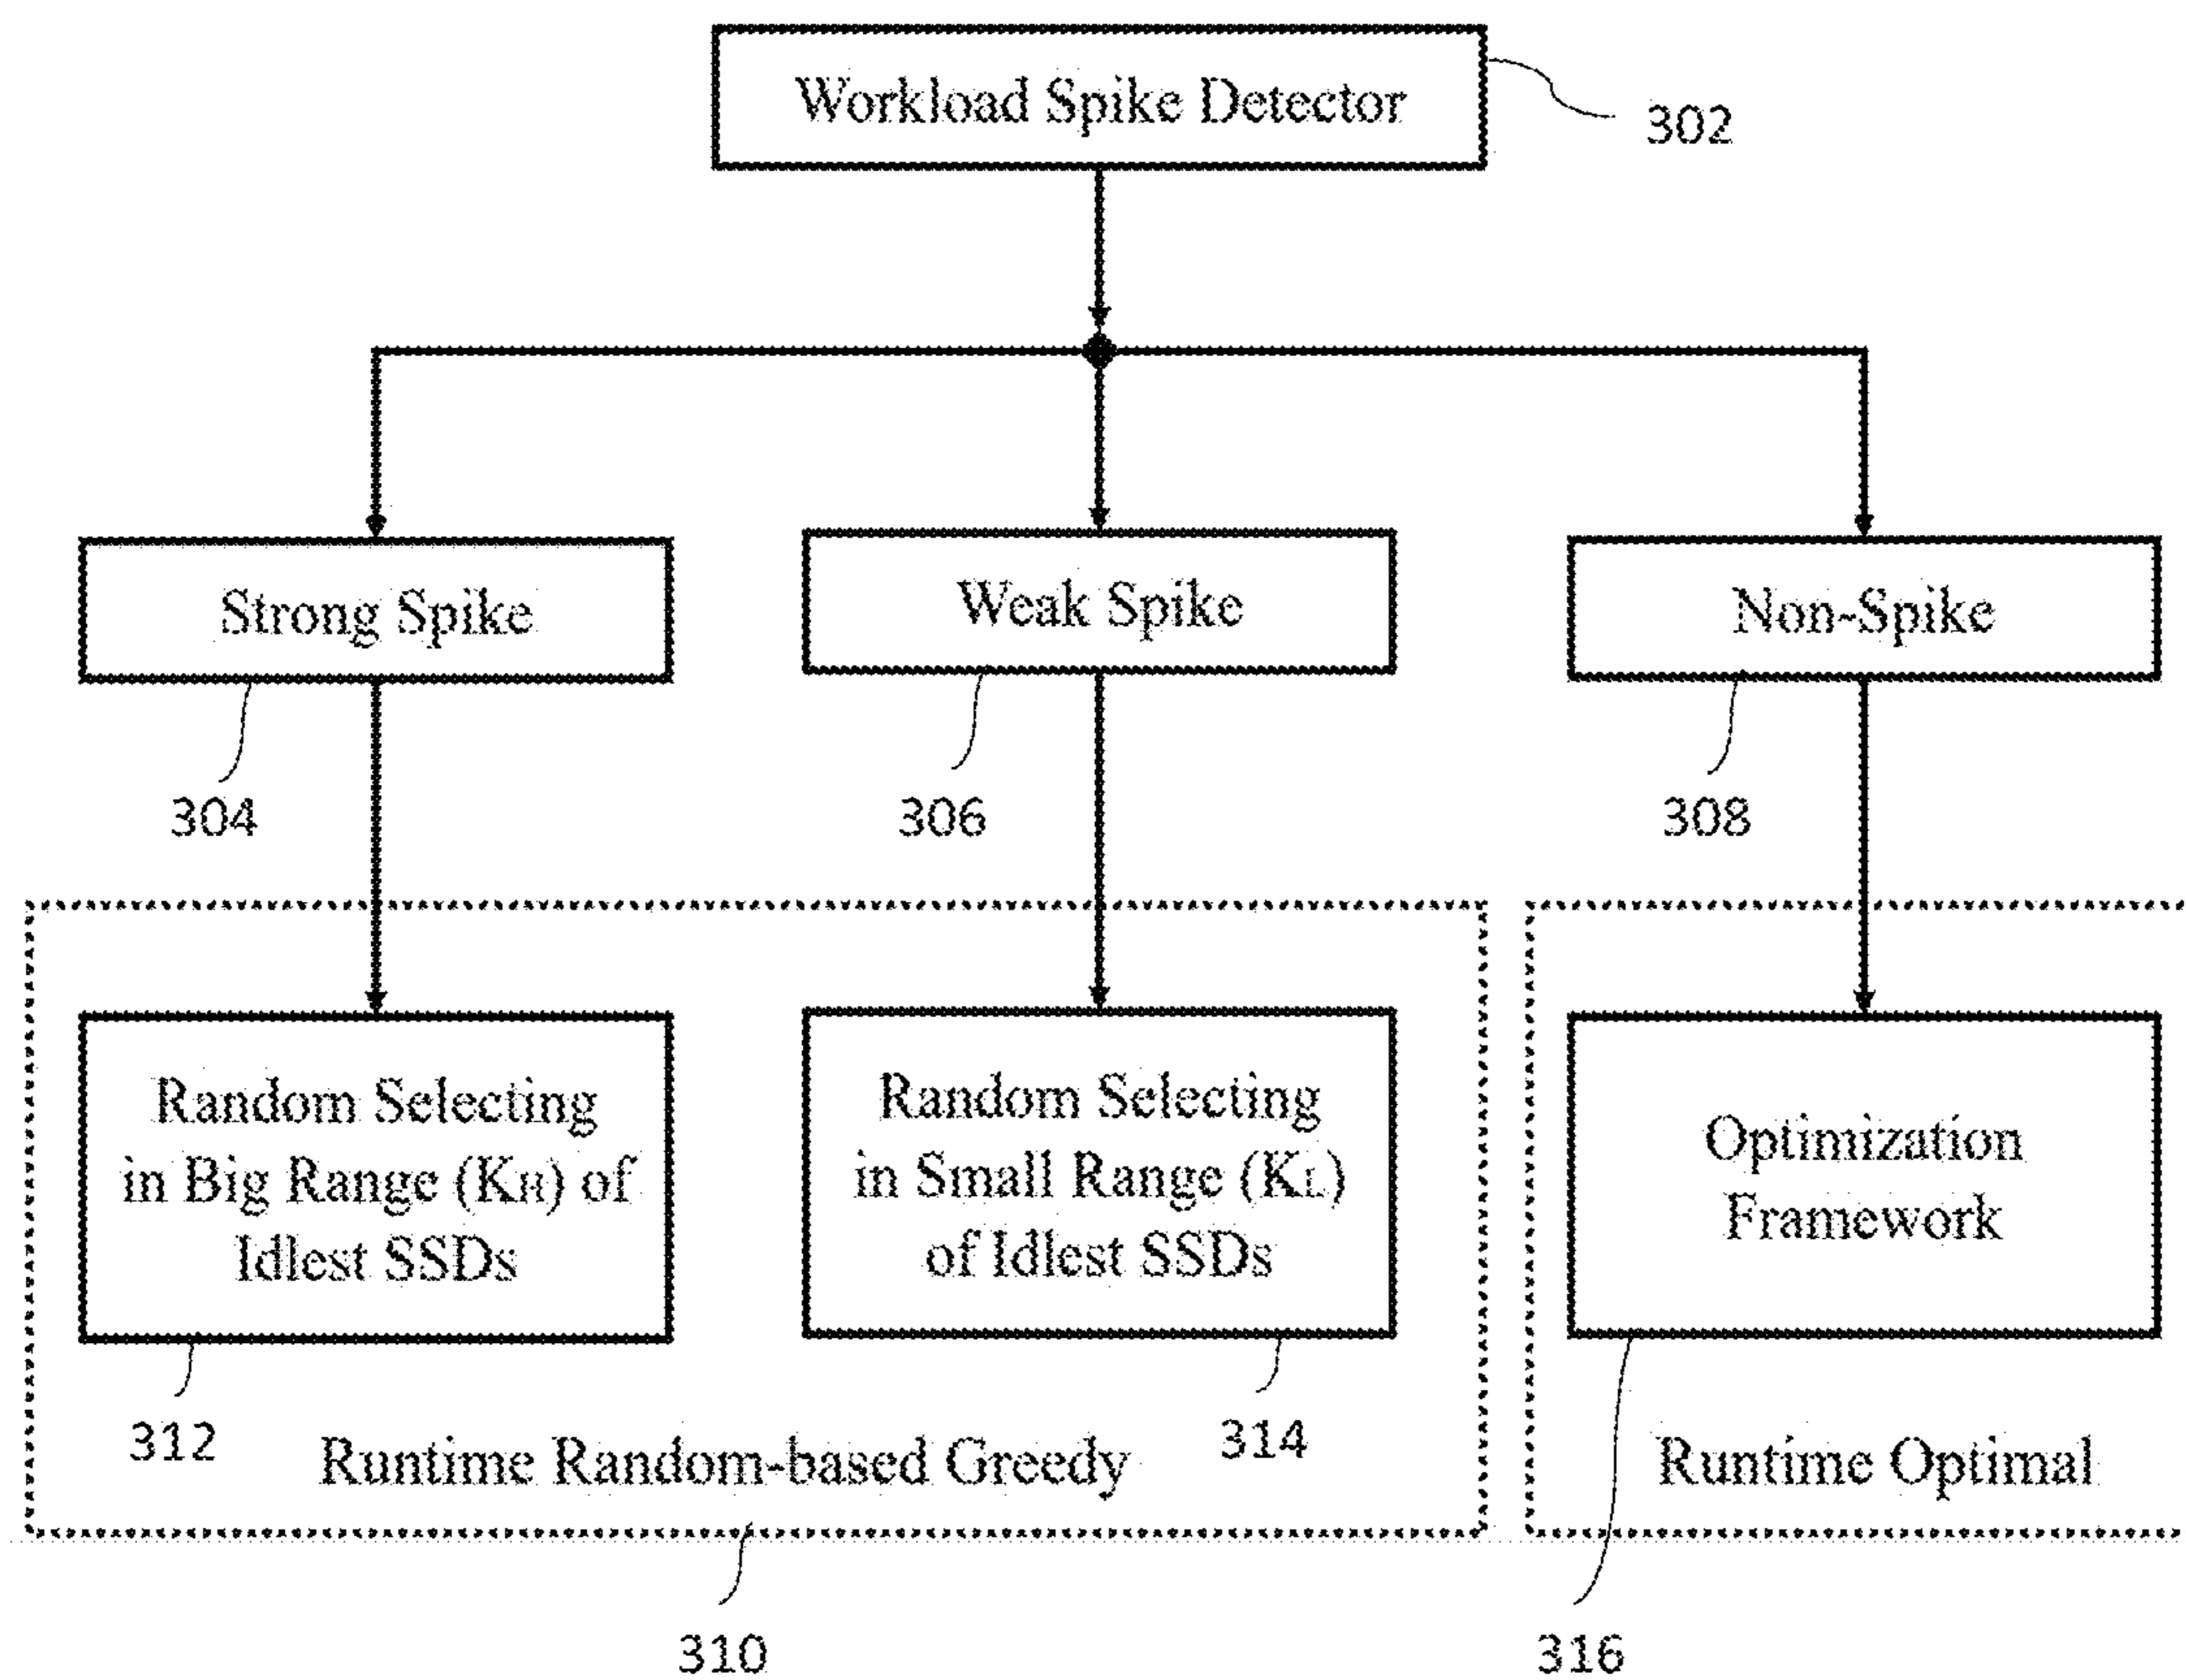 Workload Spike Detector
302
Strong Spike
Weak Spike
Non-Spike
304
306
308
Random Selecting
in Big Range (KH) of
Idlest SSDs
Random Selecting
in Small Range (KL)
of Idlest SSDs
Optimization
Framework
312
314
Runtime Random-based Greedy
Runtime Optimal
310
316